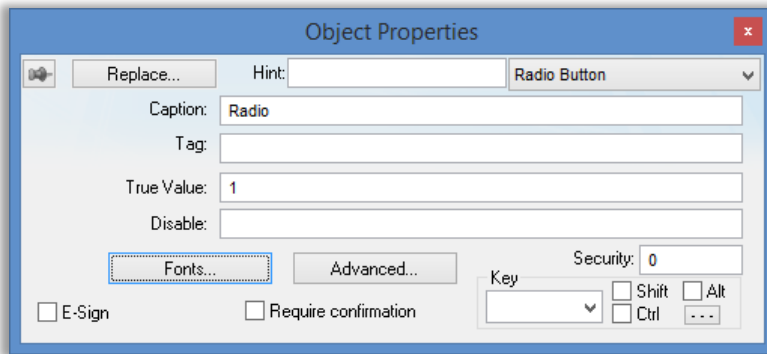 Object Properties x
Replace... Hint: Radio Button
Caption: Radio
Tag:
True Value: 1
Disable:
Fonts... Advanced... Security: 0
Key
Shift Alt
E-Sign Require confirmation Ctrl ...